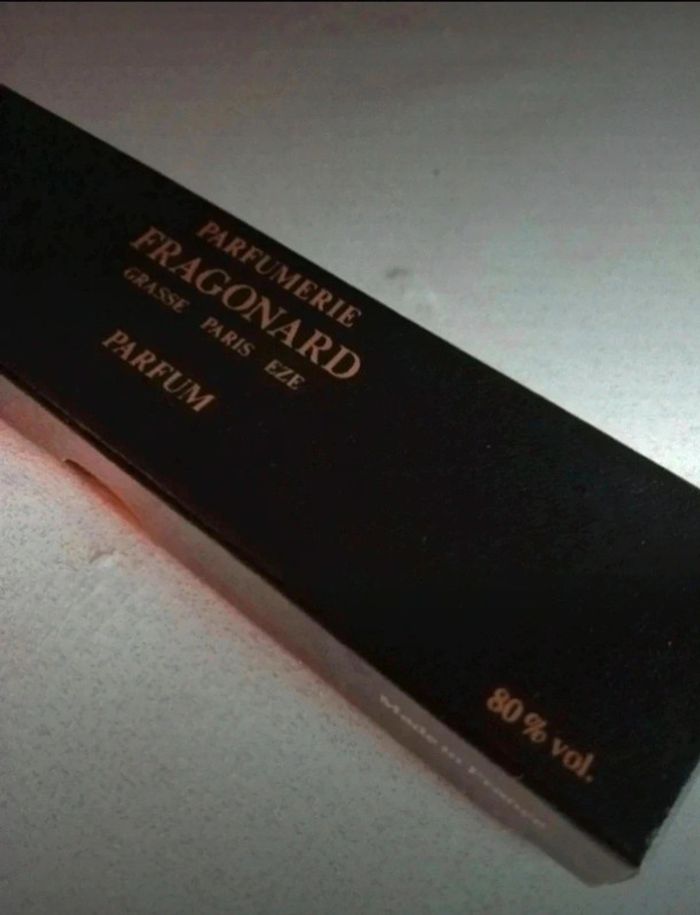 PARFUMERIE
FRAGONARD
GRASSE PARIS EZE
PARFUM
80% vol.
Made in France